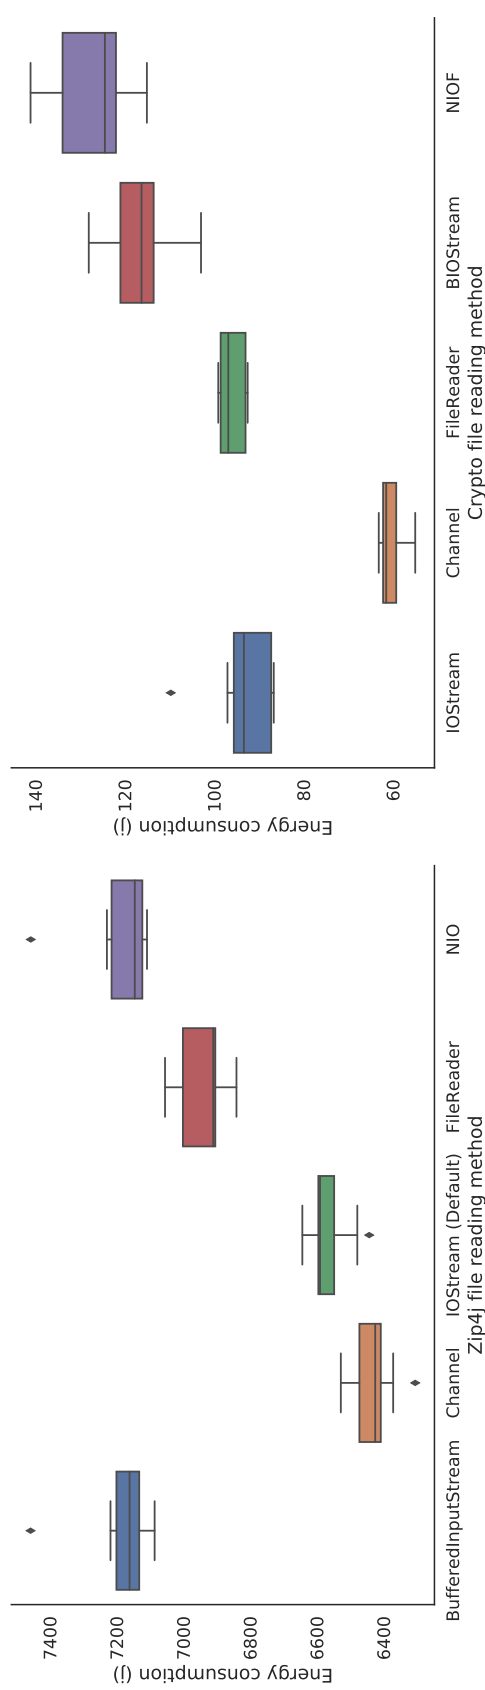 Energy consumption (j)
7400
7200
7000
6800
6600
6400
BufferedInputStream
Channel
IOStream (Default)
FileReader
NIO
Zip4j file reading method
Energy consumption (j)
140
120
100
80
60
IOStream
Channel
FileReader
BIOStream
NIOF
Crypto file reading method